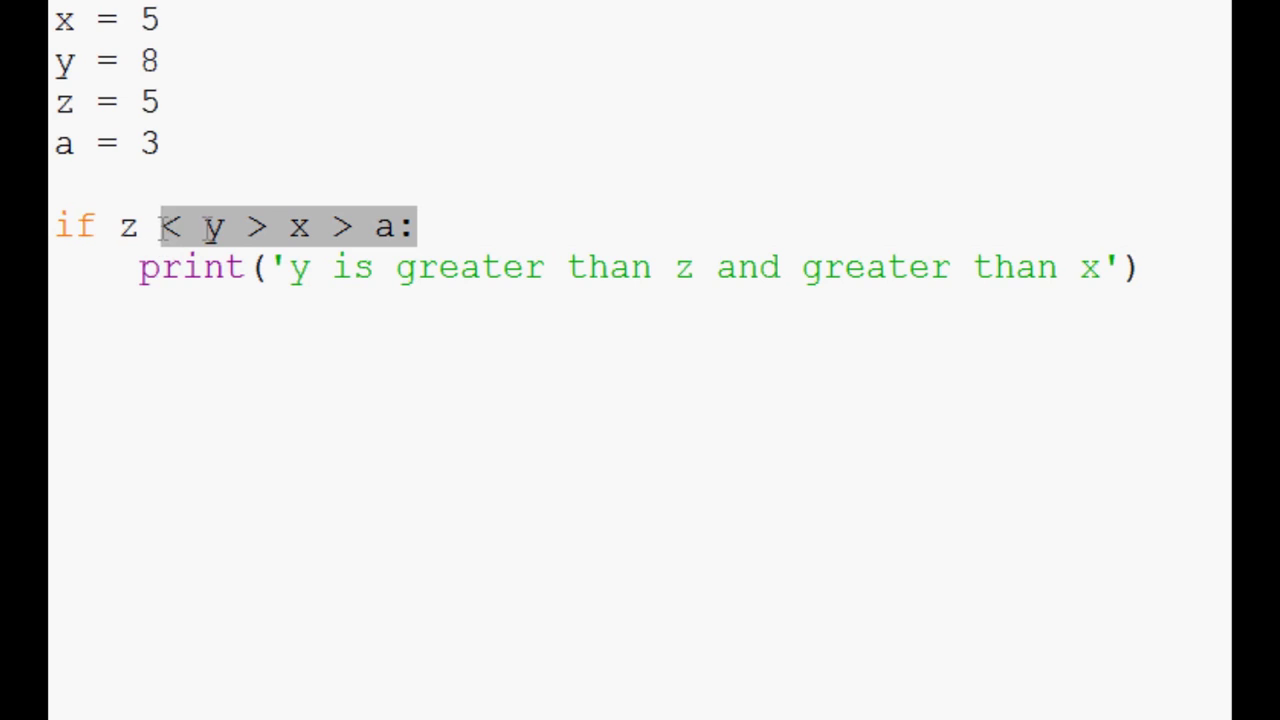 x = 5
y = 8
z = 5
a = 3
if z < y > x > a:
    print('y is greater than z and greater than x')